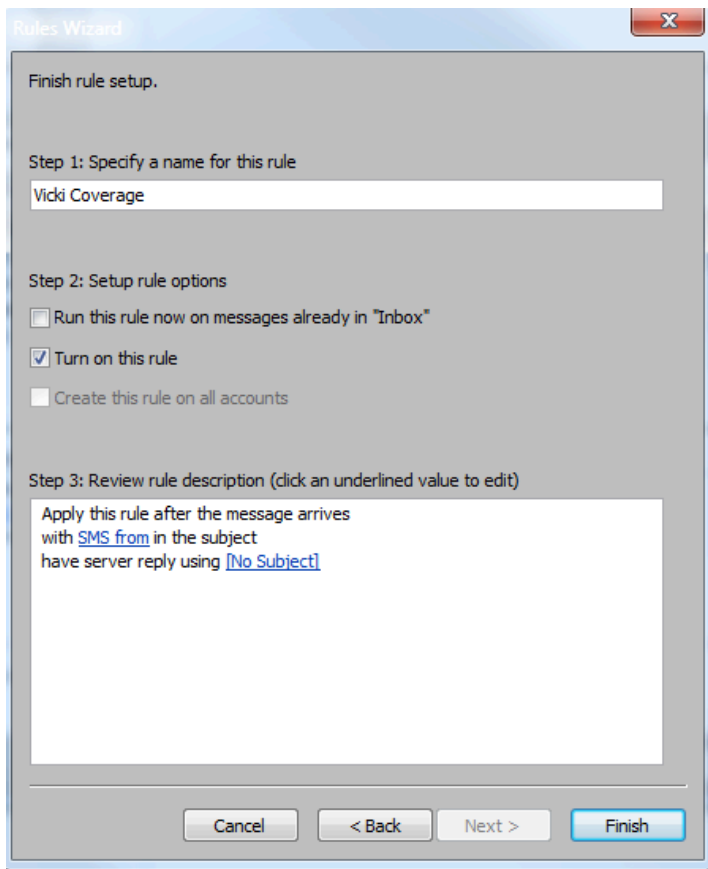 Rules Wizard
Finish rule setup.
Step 1: Specify a name for this rule
Vicki Coverage
Step 2: Setup rule options
Run this rule now on messages already in "Inbox"
Turn on this rule
Create this rule on all accounts
Step 3: Review rule description (click an underlined value to edit)
Apply this rule after the message arrives
with SMS from in the subject
have server reply using [No Subject]
Cancel
< Back
Next >
Finish